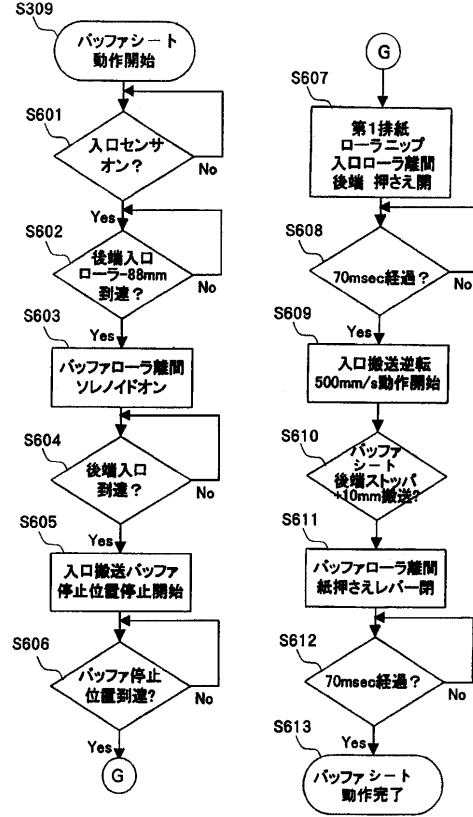 S309
バッファシート
動作開始
S601
入口センサ
オン?
No
Yes
S602
後端入口
ローラ-88mm
到達?
No
Yes
S603
バッファローラ離間
ソレノイドオン
S604
後端入口
到達?
Yes
S605
入口搬送バッファ
停止位置停止開始
S606
バッファ停止
位置到達?
No
Yes
G
G
S607
第1排紙
ローラニップ
入口ローラ離間
後端 押さえ開
S608
70msec経過?
No
Yes
S609
入口搬送逆転
500mm/s動作開始
S610
バッファ
シート
後端ストッパ
+10mm搬送?
S611
バッファローラ離間
紙押さえレバー閉
S612
70msec経過?
No
Yes
S613
バッファシート
動作完了